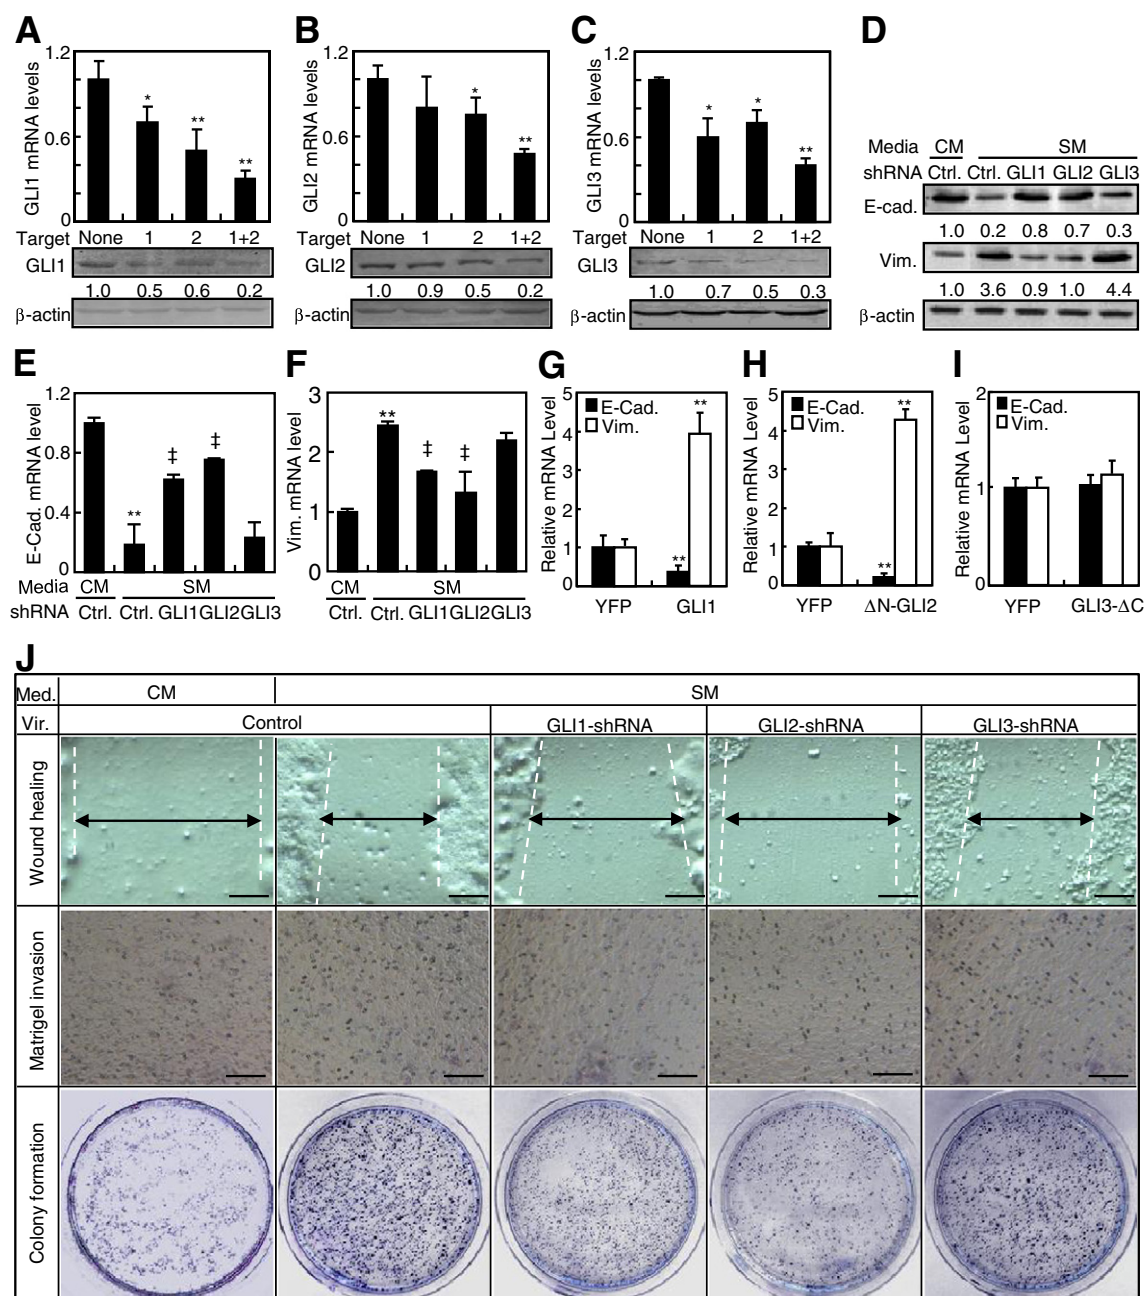 A
GLI1 mRNA levels
1.2
0.6
0
*
**
**
Target None 1 2 1+2
GLI1
1.0 0.5 0.6 0.2
β-actin
B
GLI2 mRNA levels
1.2
0.6
0
*
**
Target None 1 2 1+2
GLI2
1.0 0.9 0.5 0.2
β-actin
C
GLI3 mRNA levels
1.2
0.6
0
*
*
**
Target None 1 2 1+2
GLI3
1.0 0.7 0.5 0.3
β-actin
D
Media CM SM
shRNA Ctrl. Ctrl. GLI1 GLI2 GLI3
E-cad.
1.0 0.2 0.8 0.7 0.3
Vim.
1.0 3.6 0.9 1.0 4.4
β-actin
E
E-Cad. mRNA level
1.2
0.8
0.4
0
**
‡
‡
Media CM SM
shRNA Ctrl. Ctrl. GLI1 GLI2 GLI3
F
Vim. mRNA level
3
2
1
0
**
‡
‡
CM SM
Ctrl. Ctrl. GLI1 GLI2 GLI3
G
Relative mRNA Level
5
4
3
2
1
0
E-Cad.
Vim.
**
**
YFP GLI1
H
Relative mRNA Level
5
4
3
2
1
0
E-Cad.
Vim.
**
**
YFP ΔN-GLI2
I
Relative mRNA Level
2
1
0
E-Cad.
Vim.
YFP GLI3-ΔC
J
Med. CM SM
Vir. Control GLI1-shRNA GLI2-shRNA GLI3-shRNA
Wound healing
Matrigel invasion
Colony formation